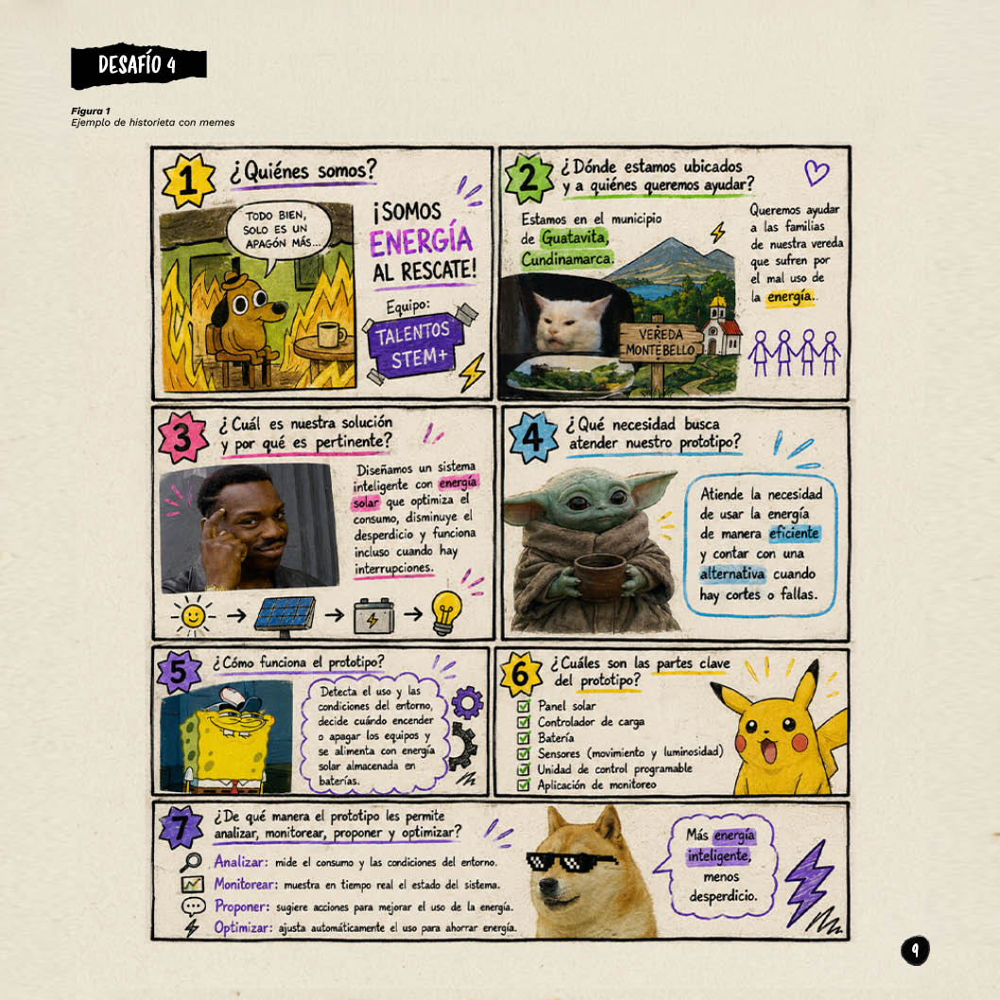 DESAFÍO 4
Figura 1
Ejemplo de historieta con memes
1
¿Quiénes somos?
TODO BIEN,
SOLO ES UN
APAGÓN MÁS...
¡SOMOS
ENERGÍA
AL RESCATE!
Equipo:
TALENTOS
STEM+
2
¿Dónde estamos ubicados
y a quiénes queremos ayudar?
Estamos en el municipio
de Guatavita,
Cundinamarca.
VEREDA
MONTEBELLO
Queremos ayudar
a las familias
de nuestra vereda
que sufren por
el mal uso de
la energía..
3
¿Cuál es nuestra solución
y por qué es pertinente?
Diseñamos un sistema
inteligente con energía
solar que optimiza el
consumo, disminuye el
desperdicio y funciona
incluso cuando hay
interrupciones.
4
¿Qué necesidad busca
atender nuestro prototipo?
Atiende la necesidad
de usar la energía
de manera eficiente
y contar con una
alternativa cuando
hay cortes o fallas.
5
¿Cómo funciona el prototipo?
Detecta el uso y las
condiciones del entorno,
decide cuándo encender
o apagar los equipos y
se alimenta con energía
solar almacenada en
baterías.
6
¿Cuáles son las partes clave
del prototipo?
Panel solar
Controlador de carga
Batería
Sensores (movimiento y luminosidad)
Unidad de control programable
Aplicación de monitoreo
7
¿De qué manera el prototipo les permite
analizar, monitorear, proponer y optimizar?
Analizar: mide el consumo y las condiciones del entorno.
Monitorear: muestra en tiempo real el estado del sistema.
Proponer: sugiere acciones para mejorar el uso de la energía.
Optimizar: ajusta automáticamente el uso para ahorrar energía.
Más energía
inteligente,
menos
desperdicio.
9